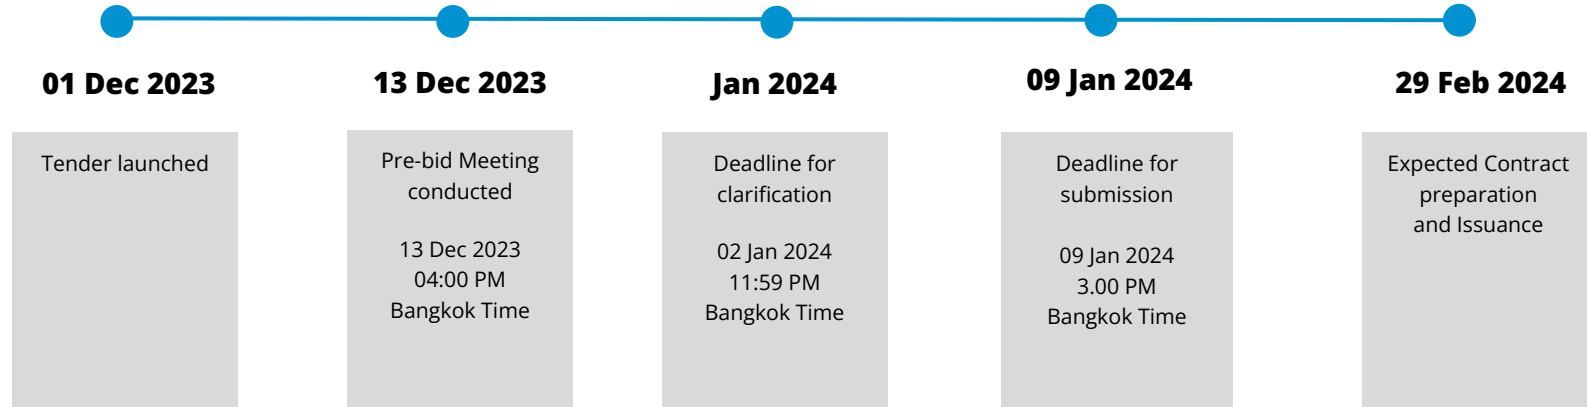 01 Dec 2023
Tender launched
13 Dec 2023
Pre-bid Meeting
conducted
13 Dec 2023
04:00 PM
Bangkok Time
Jan 2024
Deadline for
clarification
02 Jan 2024
11:59 PM
Bangkok Time
09 Jan 2024
Deadline for
submission
09 Jan 2024
3.00 PM
Bangkok Time
29 Feb 2024
Expected Contract
preparation
and Issuance